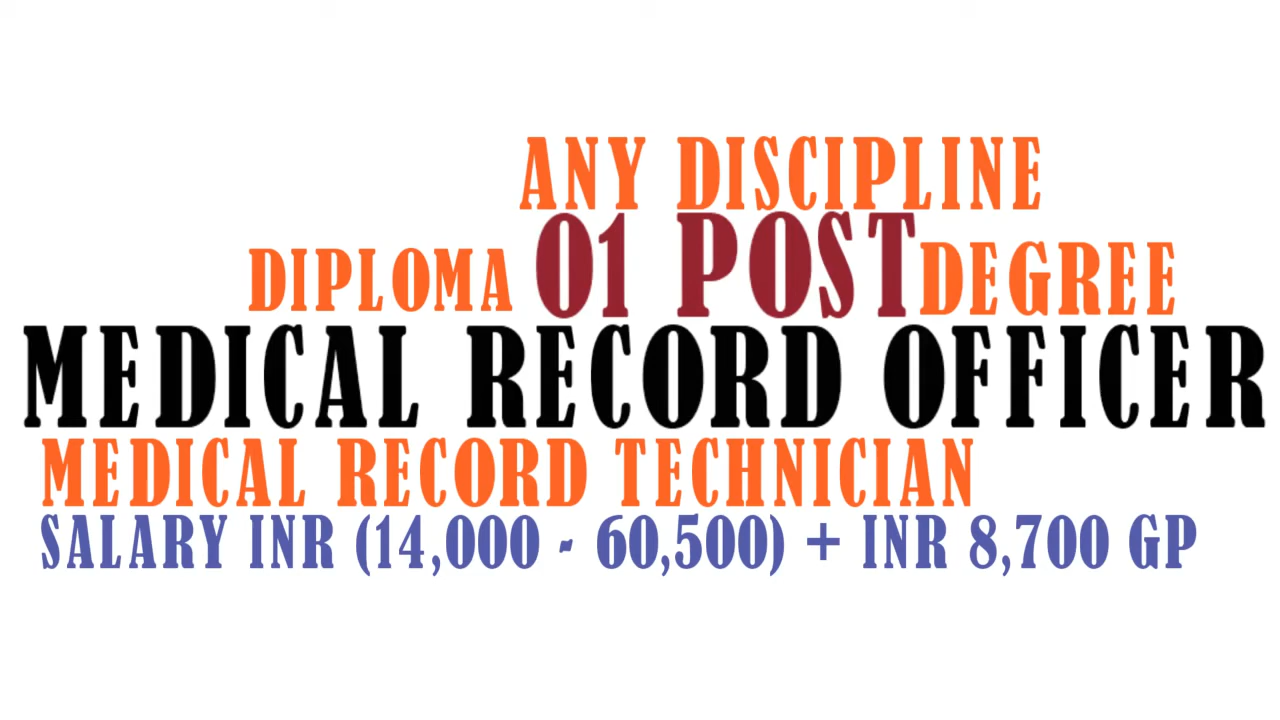 ANY DISCIPLINE
DIPLOMA 01 POST DEGREE
MEDICAL RECORD OFFICER
MEDICAL RECORD TECHNICIAN
SALARY INR (14,000 - 60,500) + INR 8,700 GP